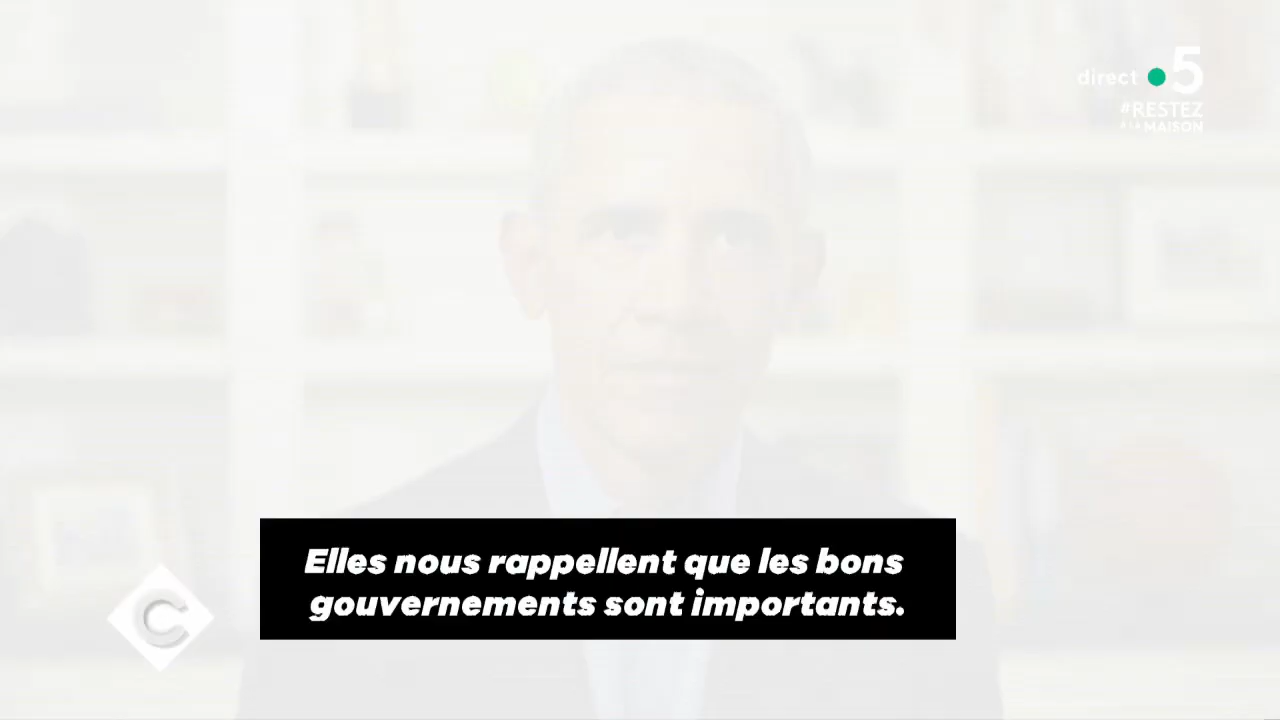 direct 5
#RESTEZ
À LA MAISON
Elles nous rappellent que les bons
gouvernements sont importants.
C